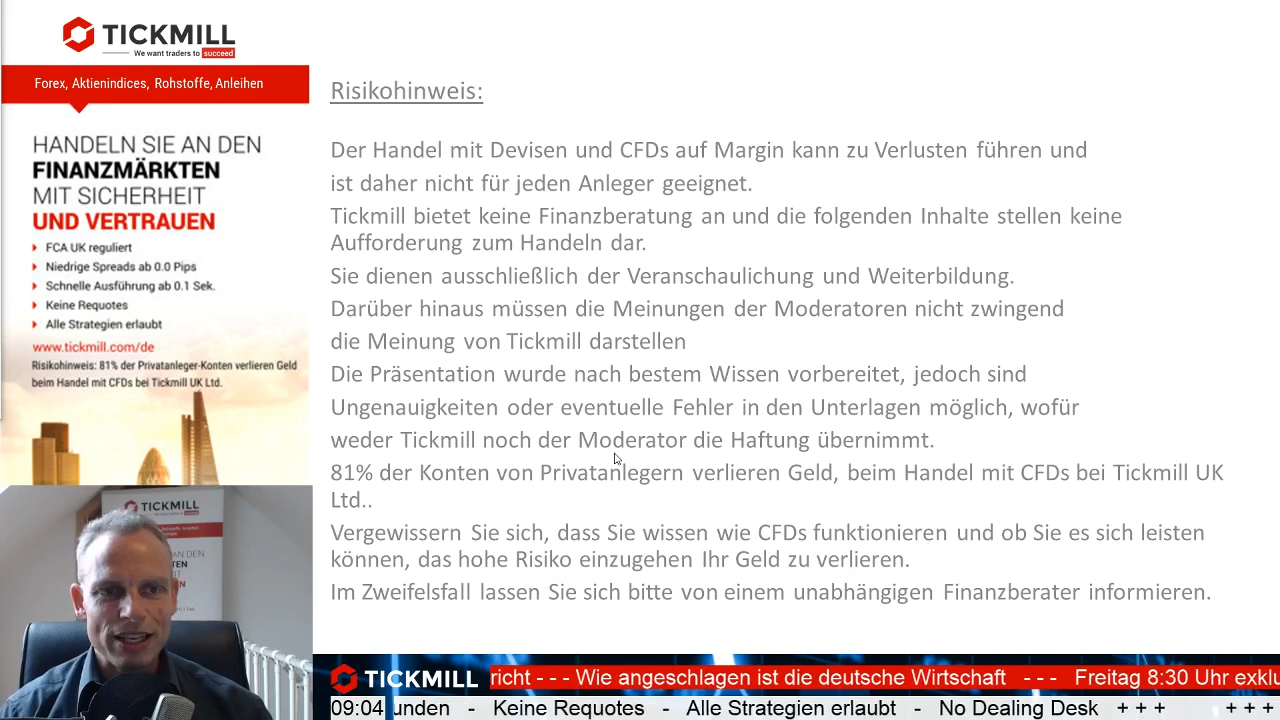 TICKMILL
We want traders to succeed
Forex, Aktienindices, Rohstoffe, Anleihen
HANDELN SIE AN DEN
FINANZMÄRKTEN
MIT SICHERHEIT
UND VERTRAUEN
FCA UK reguliert
Niedrige Spreads ab 0.0 Pips
Schnelle Ausführung ab 0.1 Sek.
Keine Requotes
Alle Strategien erlaubt
www.tickmill.com/de
Risikohinweis: 81% der Privatanleger-Konten verlieren Geld
beim Handel mit CFDs bei Tickmill UK Ltd.
Risikohinweis:
Der Handel mit Devisen und CFDs auf Margin kann zu Verlusten führen und
ist daher nicht für jeden Anleger geeignet.
Tickmill bietet keine Finanzberatung an und die folgenden Inhalte stellen keine
Aufforderung zum Handeln dar.
Sie dienen ausschließlich der Veranschaulichung und Weiterbildung.
Darüber hinaus müssen die Meinungen der Moderatoren nicht zwingend
die Meinung von Tickmill darstellen
Die Präsentation wurde nach bestem Wissen vorbereitet, jedoch sind
Ungenauigkeiten oder eventuelle Fehler in den Unterlagen möglich, wofür
weder Tickmill noch der Moderator die Haftung übernimmt.
81% der Konten von Privatanlegern verlieren Geld, beim Handel mit CFDs bei Tickmill UK
Ltd..
Vergewissern Sie sich, dass Sie wissen wie CFDs funktionieren und ob Sie es sich leisten
können, das hohe Risiko einzugehen Ihr Geld zu verlieren.
Im Zweifelsfall lassen Sie sich bitte von einem unabhängigen Finanzberater informieren.
TICKMILL
TICKMILL
richt - - - Wie angeschlagen ist die deutsche Wirtschaft - - - Freitag 8:30 Uhr exklu
09:04 unden - Keine Requotes - Alle Strategien erlaubt - No Dealing Desk + + + + + +